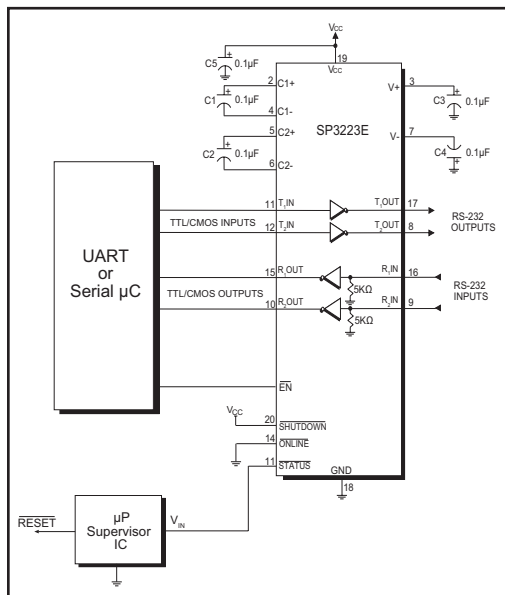 VCC
C5
+
0.1µF
19
VCC
2
C1+
C1
+
0.1µF
4
C1-
5
C2+
C2
+
0.1µF
6
C2-
SP3223E
V+
3
C3
+
0.1µF
V-
7
C4
+
0.1µF
UART
or
Serial µC
TTL/CMOS INPUTS
11
T1IN
T1OUT
17
12
T2IN
T2OUT
8
RS-232
OUTPUTS
TTL/CMOS OUTPUTS
15
R1OUT
R1IN
16
5KΩ
10
R2OUT
R2IN
9
5KΩ
RS-232
INPUTS
EN
VCC
20
SHUTDOWN
14
ONLINE
11
STATUS
GND
18
RESET
µP
Supervisor
IC
VIN